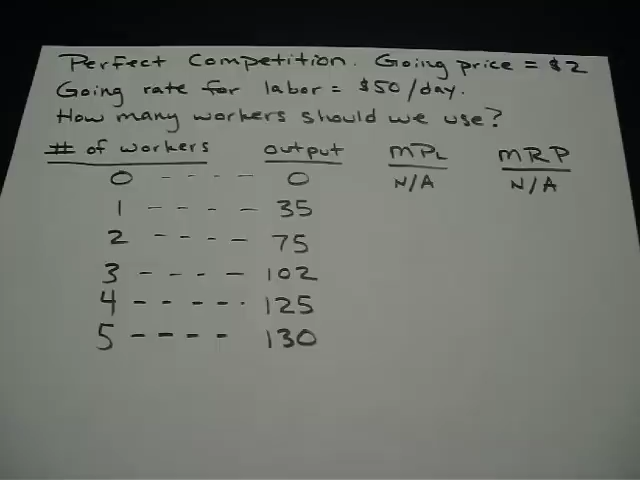 Perfect Competition. Going price = $2
Going rate for labor = $50/day.
How many workers should we use?
# of workers output MPL MRP
0 ---- 0 N/A N/A
1 ---- 35
2 ---- 75
3 ---- 102
4 ----- 125
5 ---- 130